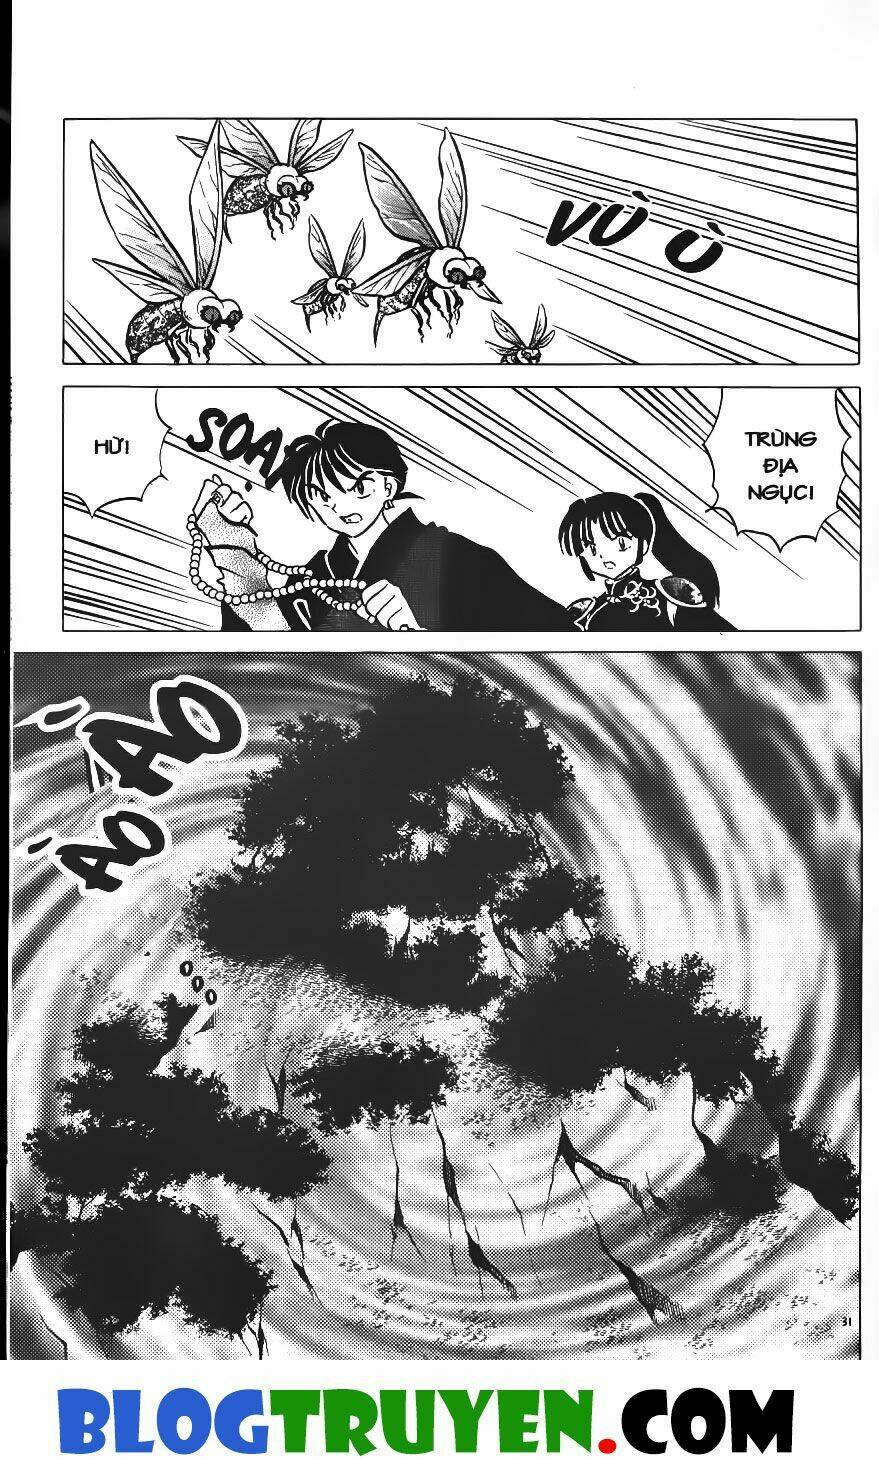 VÙ Ù
TRÙNG
ĐỊA
NGỤC!
HỪ!
SOẠT
ÀO
ÀO
31
BLOGTRUYEN.COM